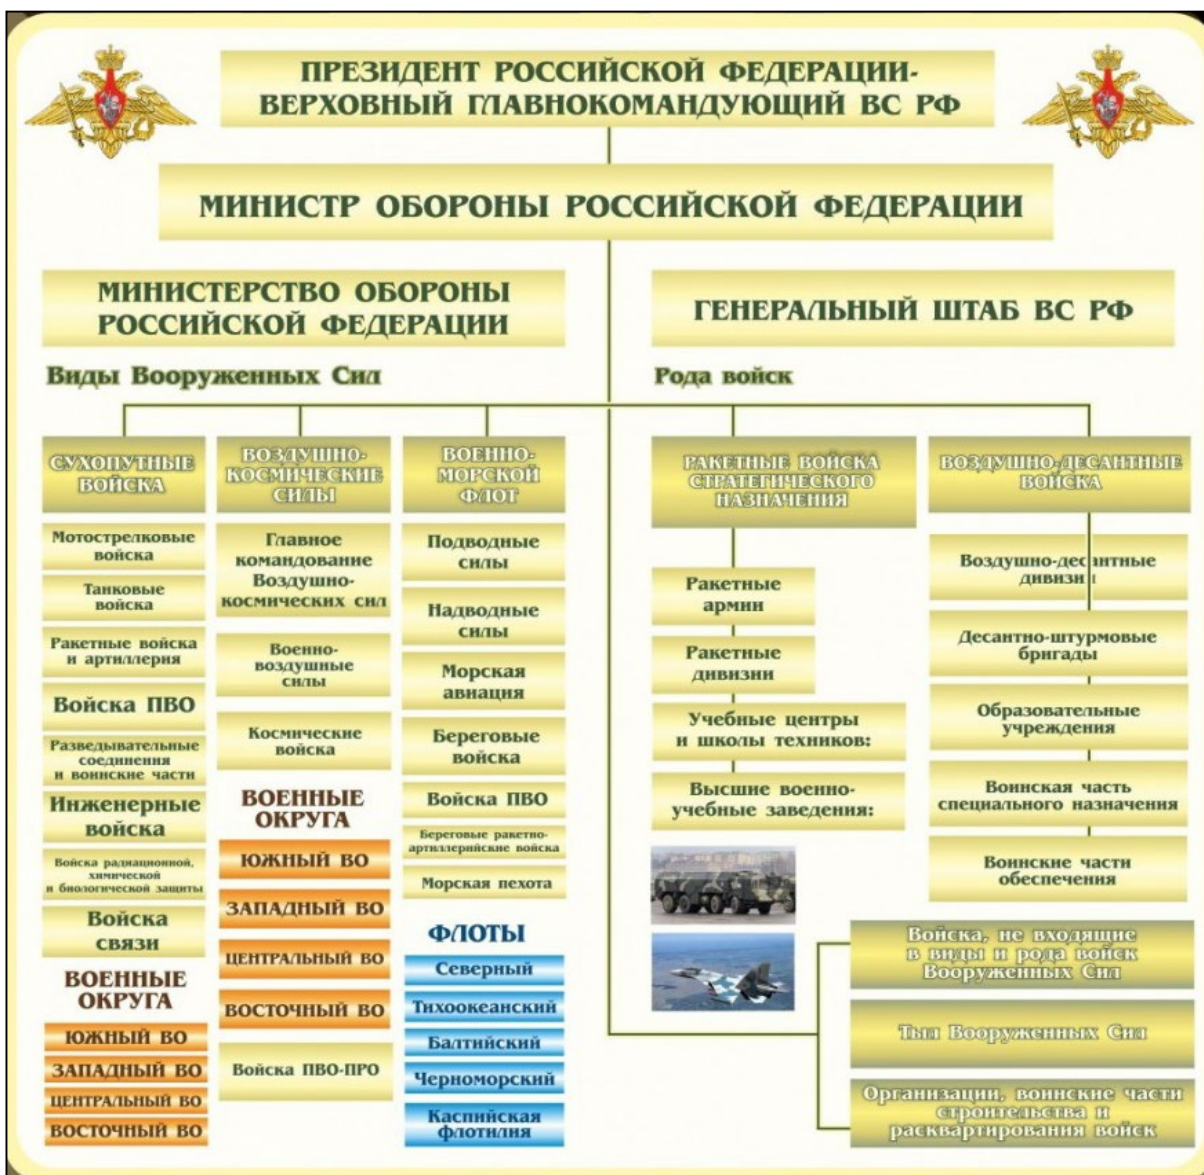 ПРЕЗИДЕНТ РОССИЙСКОЙ ФЕДЕРАЦИИ-
ВЕРХОВНЫЙ ГЛАВНОКОМАНДУЮЩИЙ ВС РФ
МИНИСТР ОБОРОНЫ РОССИЙСКОЙ ФЕДЕРАЦИИ
МИНИСТЕРСТВО ОБОРОНЫ
РОССИЙСКОЙ ФЕДЕРАЦИИ
ГЕНЕРАЛЬНЫЙ ШТАБ ВС РФ
Виды Вооруженных Сил
Рода войск
СУХОПУТНЫЕ
ВОЙСКА
Мотострелковые
войска
Танковые
войска
Ракетные войска
и артиллерия
Войска ПВО
Разведывательные
соединения
и воинские части
Инженерные
войска
Войска радиационной,
химической
и биологической защиты
Войска
связи
ВОЕННЫЕ
ОКРУГА
ЮЖНЫЙ ВО
ЗАПАДНЫЙ ВО
ЦЕНТРАЛЬНЫЙ ВО
ВОСТОЧНЫЙ ВО
ВОЗДУШНО-
КОСМИЧЕСКИЕ
СИЛЫ
Главное
командование
Воздушно-
космических сил
Военно-
воздушные
силы
Космические
войска
ВОЕННЫЕ
ОКРУГА
ЮЖНЫЙ ВО
ЗАПАДНЫЙ ВО
ЦЕНТРАЛЬНЫЙ ВО
ВОСТОЧНЫЙ ВО
Войска ПВО-ПРО
ВОЕННО-
МОРСКОЙ
ФЛОТ
Подводные
силы
Надводные
силы
Морская
авиация
Береговые
войска
Войска ПВО
Береговые ракетно-
артиллерийские войска
Морская пехота
ФЛОТЫ
Северный
Тихоокеанский
Балтийский
Черноморский
Каспийская
флотилия
РАКЕТНЫЕ ВОЙСКА
СТРАТЕГИЧЕСКОГО
НАЗНАЧЕНИЯ
Ракетные
армии
Ракетные
дивизии
Учебные центры
и школы техников:
Высшие военно-
учебные заведения:
ВОЗДУШНО-ДЕСАНТНЫЕ
ВОЙСКА
Воздушно-десантные
дивизии
Десантно-штурмовые
бригады
Образовательные
учреждения
Воинская часть
специального назначения
Воинские части
обеспечения
Войска, не входящие
в виды и рода войск
Вооруженных Сил
Тыл Вооруженных Сил
Организации, воинские части
строительства и
расквартирования войск